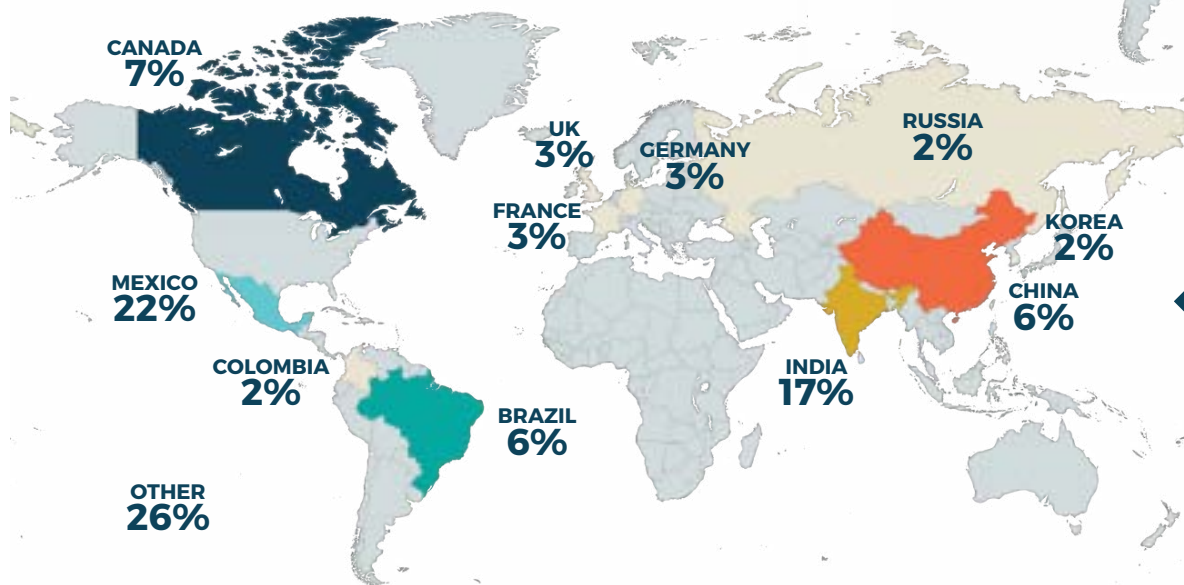 CANADA
7%
UK
3%
GERMANY
3%
RUSSIA
2%
FRANCE
3%
KOREA
2%
MEXICO
22%
CHINA
6%
COLOMBIA
2%
INDIA
17%
BRAZIL
6%
OTHER
26%